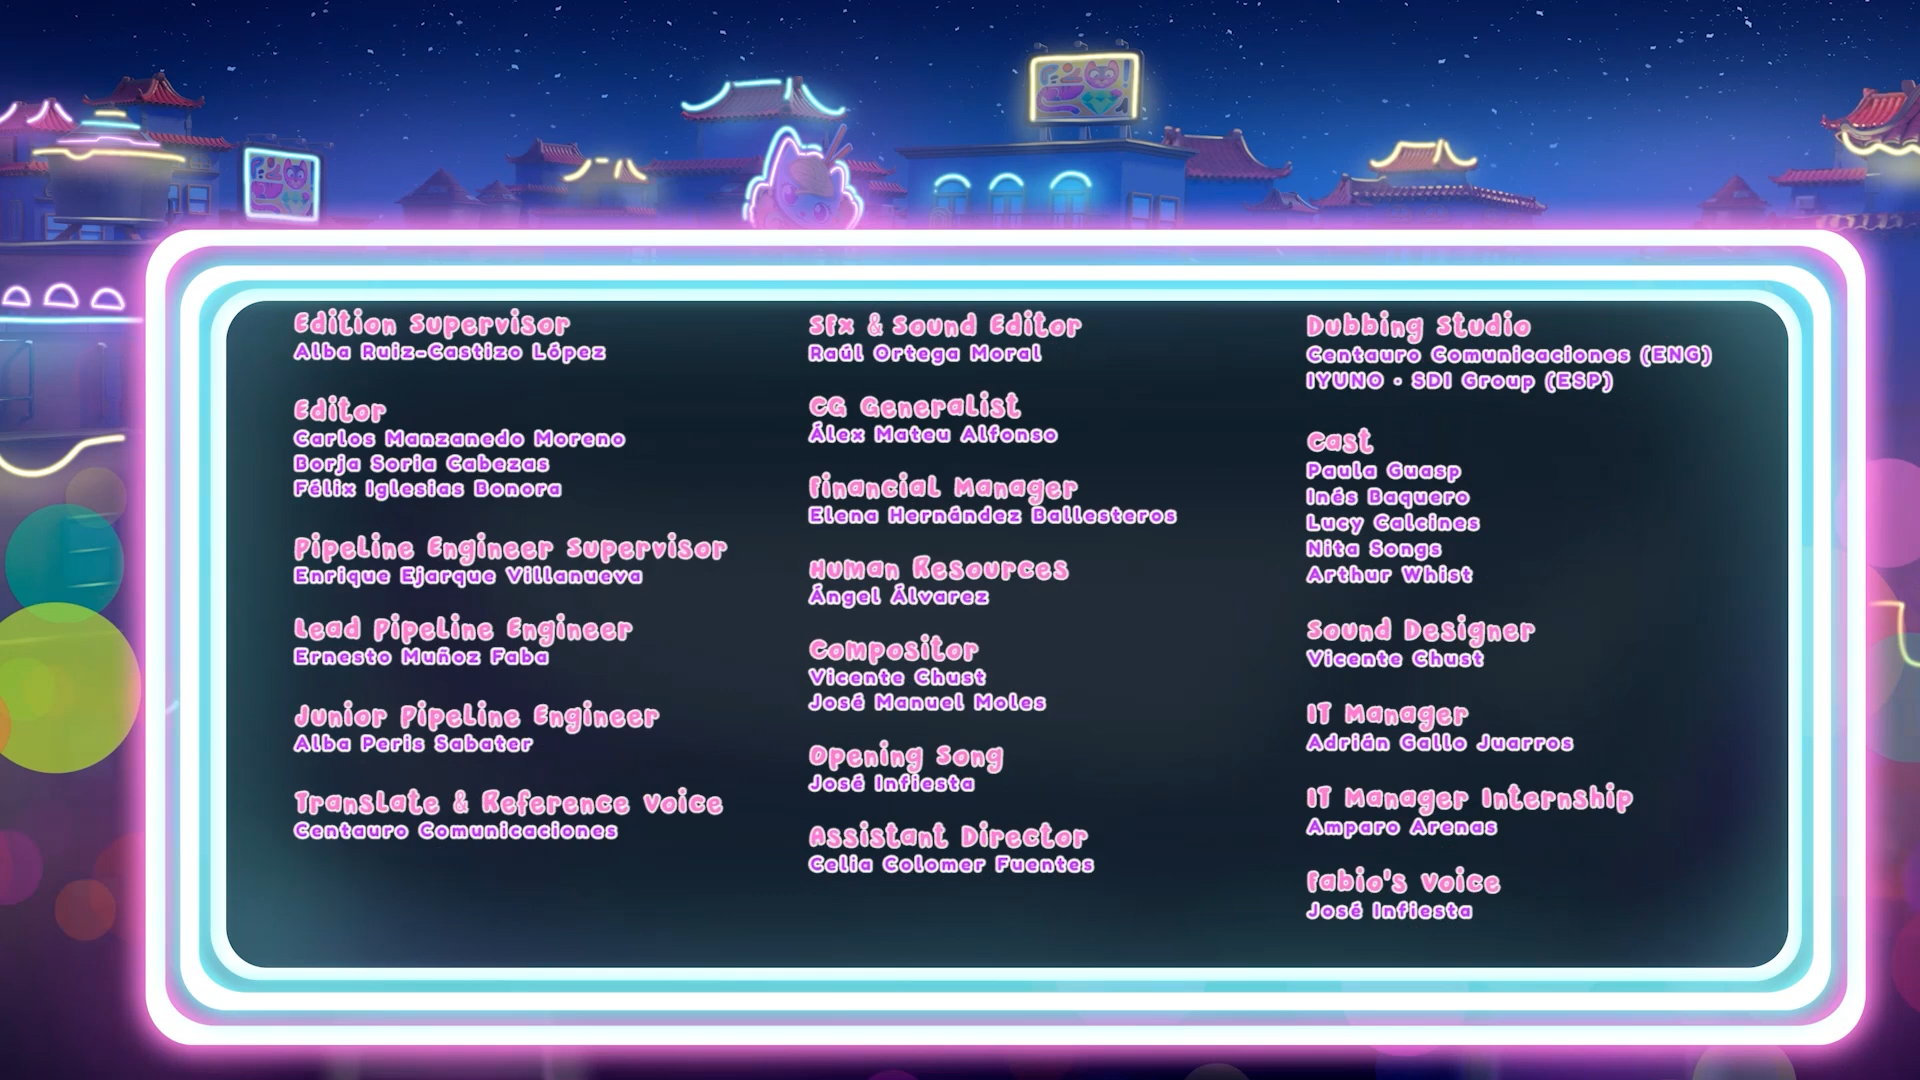 Edition Supervisor
Alba Ruiz-Castizo López
Editor
Carlos Manzanedo Moreno
Borja Soria Cabezas
Félix Iglesias Bonora
Pipeline Engineer Supervisor
Enrique Ejarque Villanueva
Lead Pipeline Engineer
Ernesto Muñoz Faba
Junior Pipeline Engineer
Alba Peris Sabater
Translate & Reference Voice
Centauro Comunicaciones
Sfx & Sound Editor
Raúl Ortega Moral
CG Generalist
Álex Mateu Alfonso
Financial Manager
Elena Hernández Ballesteros
Human Resources
Ángel Álvarez
Compositor
Vicente Chust
José Manuel Moles
Opening Song
José Infiesta
Assistant Director
Celia Colomer Fuentes
Dubbing Studio
Centauro Comunicaciones (ENG)
IYUNO • SDI Group (ESP)
Cast
Paula Guasp
Inés Baquero
Lucy Calcines
Nita Songs
Arthur Whist
Sound Designer
Vicente Chust
IT Manager
Adrián Gallo Juarros
IT Manager Internship
Amparo Arenas
Fabio's Voice
José Infiesta